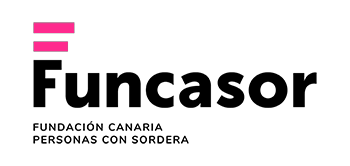 Funcasor
FUNDACIÓN CANARIA
PERSONAS CON SORDERA